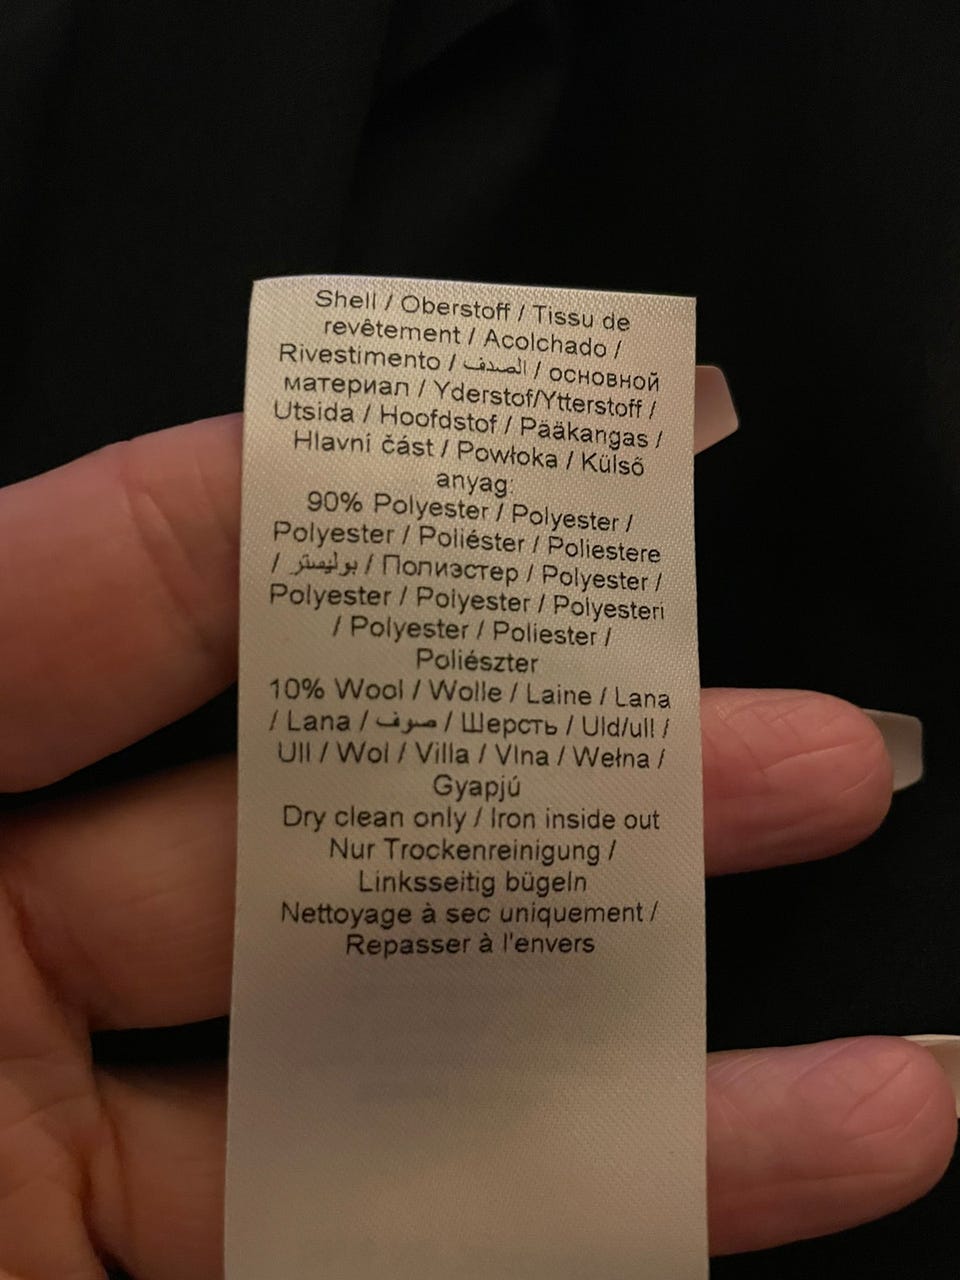 Shell / Oberstoff / Tissu de
revêtement / Acolchado /
Rivestimento / الصدف / основной
материал / Yderstof/Ytterstoff /
Utsida / Hoofdstof / Pääkangas /
Hlavní část / Powłoka / Külső
anyag:
90% Polyester / Polyester /
Polyester / Poliéster / Poliestere
/ بوليستر / Полиэстер / Polyester /
Polyester / Polyester / Polyesteri
/ Polyester / Poliester /
Poliészter
10% Wool / Wolle / Laine / Lana
/ Lana / صوف / Шерсть / Uld/ull /
Ull / Wol / Villa / Vlna / Wełna /
Gyapjú
Dry clean only / Iron inside out
Nur Trockenreinigung /
Linksseitig bügeln
Nettoyage à sec uniquement /
Repasser à l'envers